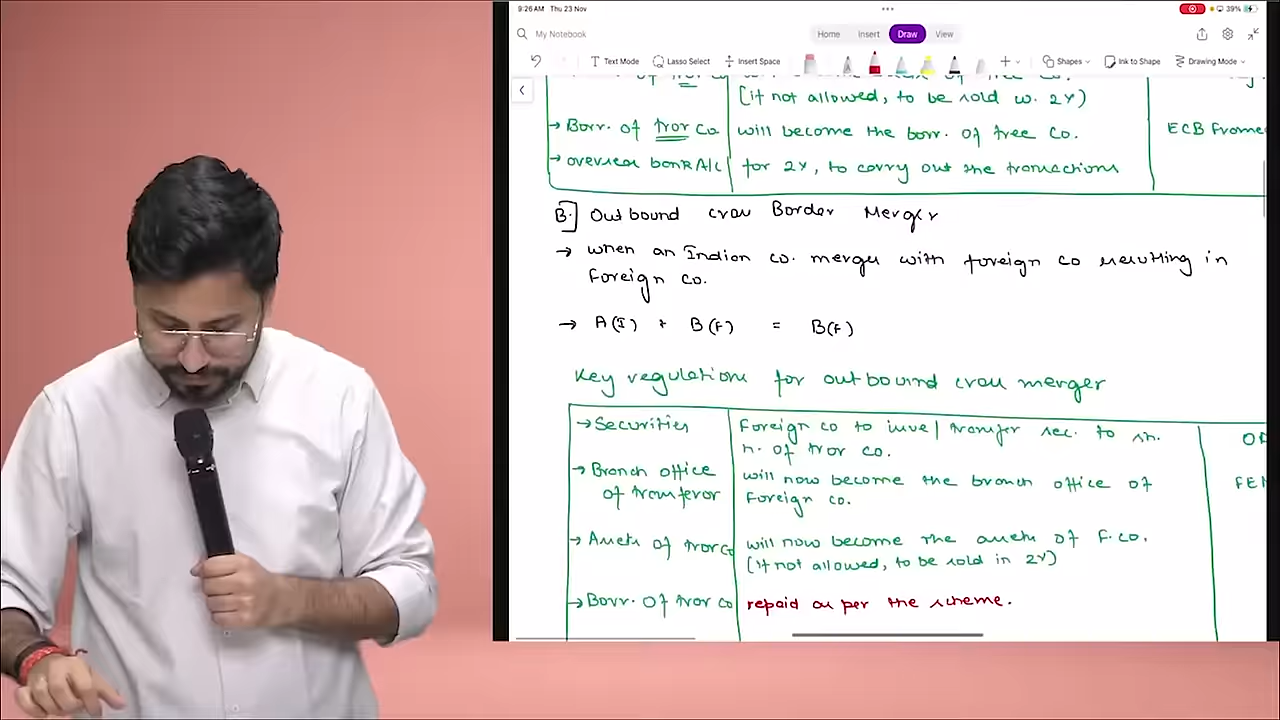 9:26 AM Thu 23 Nov
39%
My Notebook
Home Insert Draw View
Text Mode Lasso Select Insert Space Shapes Ink to Shape Drawing Mode
(if not allowed, to be sold w. 2Y)
→ Borr. of tror Co will become the borr. of tree Co.
→ overseas bank A/C for 2Y, to carry out the transactions
B.] Outbound cross Border Merger
→ when an Indian co. merges with foreign co resulting in
foreign co.
→ A(I) + B(F) = B(F)
Key regulations for outbound cross merger
→ Securities Foreign co to issue/transfer sec. to s.h.
of tror co.
→ Branch office will now become the branch office of
of transferor Foreign co.
→ Assets of tror co will now become the assets of F. co.
(if not allowed, to be sold in 2Y)
→ Borr. of tror co repaid as per the scheme.